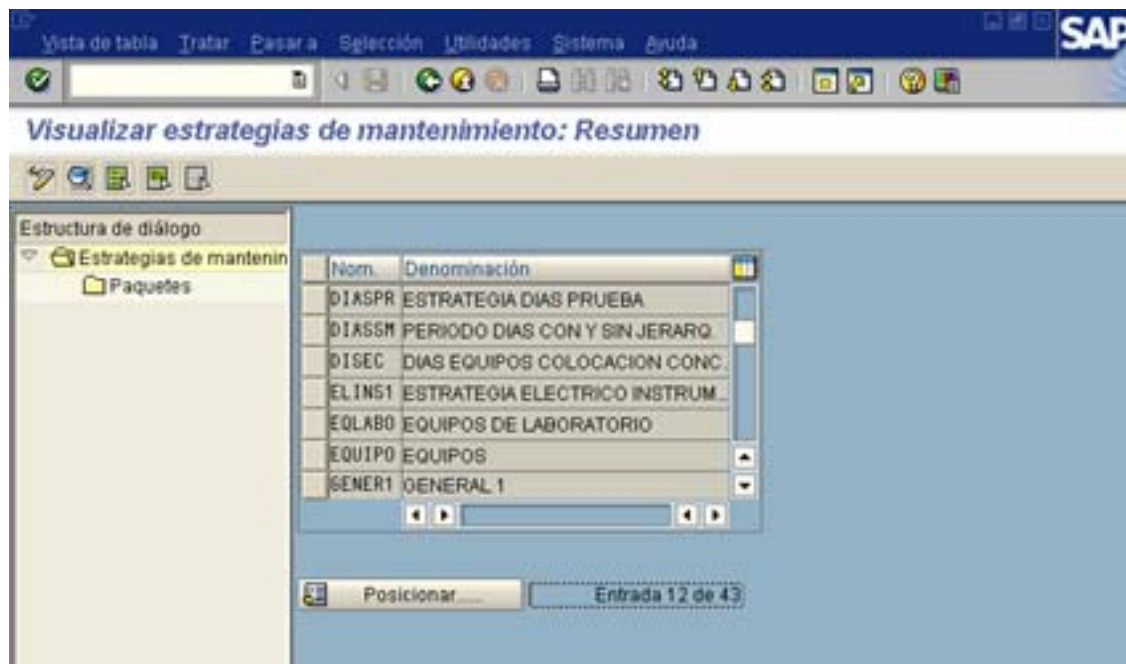 Vista de tabla Tratar Pasar a Selección Utilidades Sistema Ayuda
SAP
Visualizar estrategias de mantenimiento: Resumen
Estructura de diálogo
Estrategias de mantenin
Paquetes
Nom. Denominación
DIASPR ESTRATEGIA DIAS PRUEBA
DIASSM PERIODO DIAS CON Y SIN JERARQ.
DISEC DIAS EQUIPOS COLOCACION CONC.
ELINS1 ESTRATEGIA ELECTRICO INSTRUM...
EQLABO EQUIPOS DE LABORATORIO
EQUIPO EQUIPOS
GENER1 GENERAL 1
Posicionar......
Entrada 12 de 43